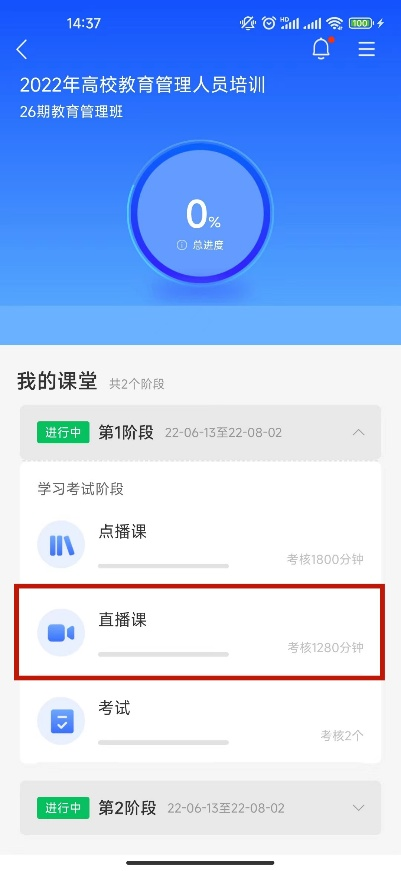 14:37
HD
100
2022年高校教育管理人员培训
26期教育管理班
0%
总进度
我的课堂 共2个阶段
进行中 第1阶段 22-06-13至22-08-02
学习考试阶段
点播课
考核1800分钟
直播课
考核1280分钟
考试
考核2个
进行中 第2阶段 22-06-13至22-08-02